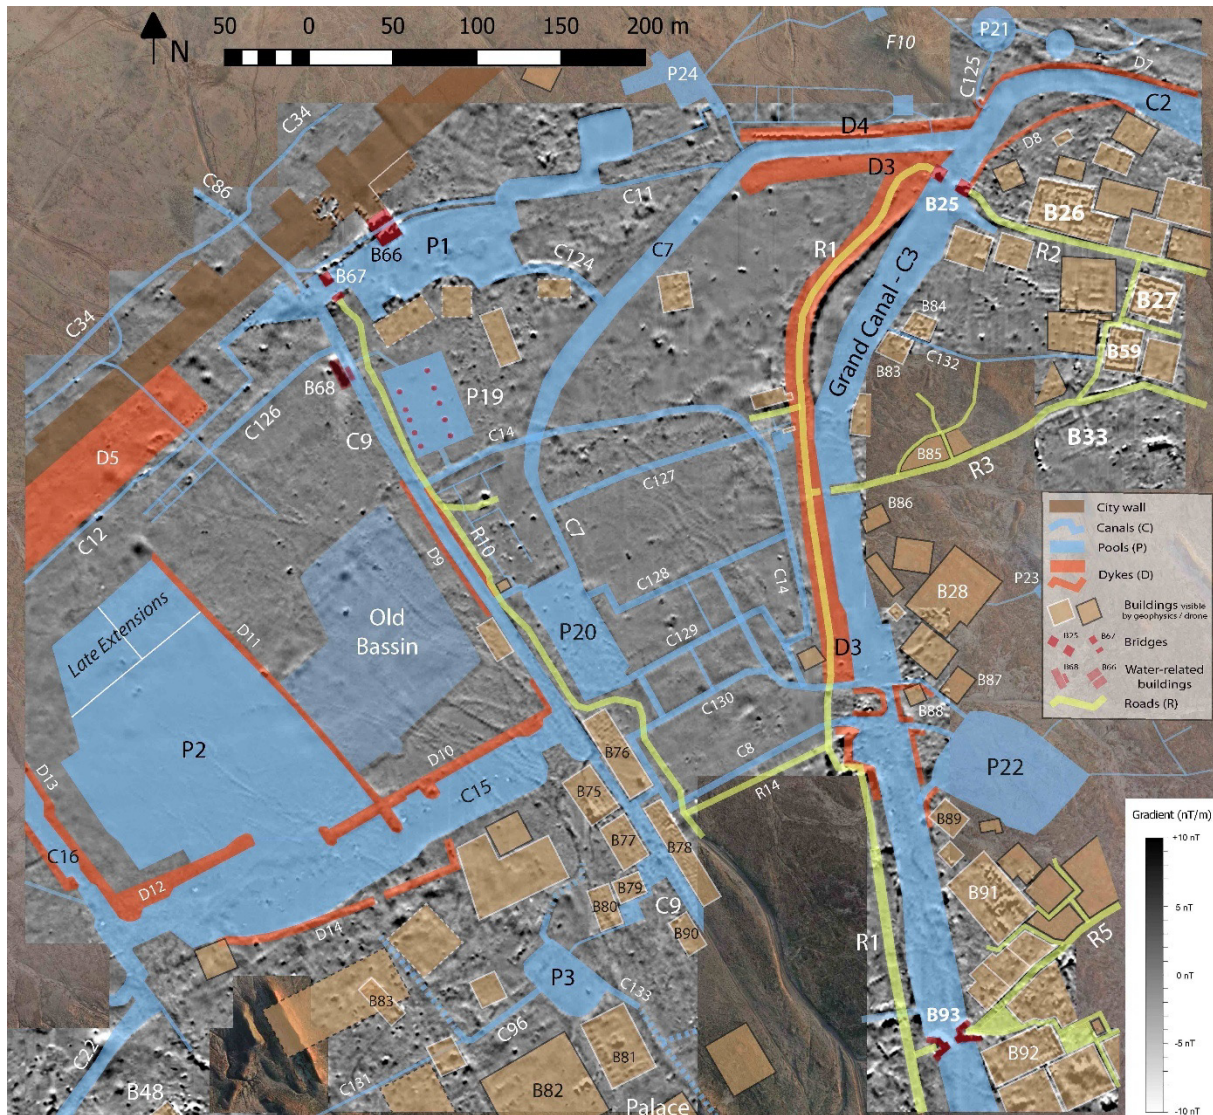 50 0 50 100 150 200 m
N
P24
F10
P21
C125
D7
C2
D4
D8
D3
C34
C86
C11
B25
B26
P1
B66
R1
C7
R2
C124
B67
Grand Canal - C3
B84
B27
C34
B59
C132
B83
B68
P19
C126
C9
C14
B33
D5
B85
R3
C127
City wall
Canals (C)
Pools (P)
Dykes (D)
Buildings visible
by geophysics / drone
B25 B67
Bridges
B68 B66
Water-related
buildings
Roads (R)
C12
R10
C7
B86
D9
C128
C14
B28
P23
Late Extensions
Old
Bassin
D11
P20
C129
D3
B87
C130
B88
P2
D10
B76
C8
P22
D13
C15
B75
R14
B89
B77
B78
C16
D12
B79
B80
C9
B91
D14
B90
R1
R5
P3
C133
B83
B93
C96
C22
B81
B92
C131
B82
B48
Palace
Gradient (nT/m)
+10 nT
5 nT
0 nT
-5 nT
-10 nT